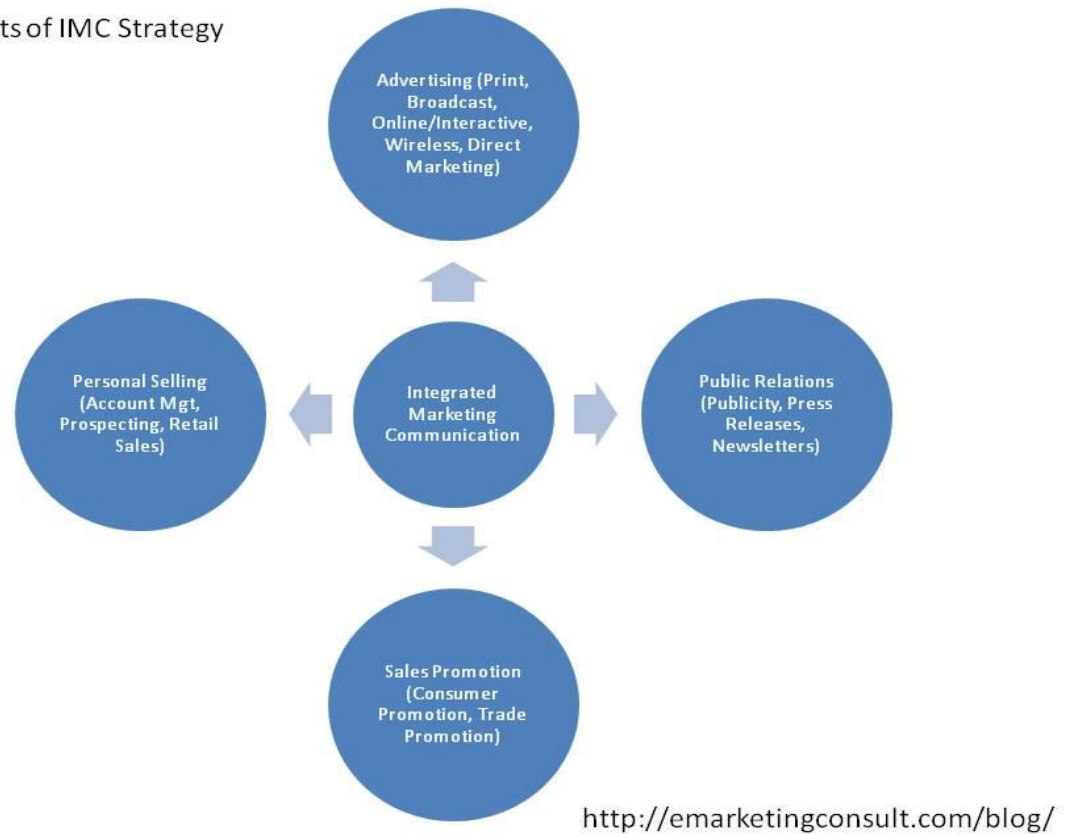 ts of IMC Strategy
Advertising (Print,
Broadcast,
Online/Interactive,
Wireless, Direct
Marketing)
Personal Selling
(Account Mgt,
Prospecting, Retail
Sales)
Integrated
Marketing
Communication
Public Relations
(Publicity, Press
Releases,
Newsletters)
Sales Promotion
(Consumer
Promotion, Trade
Promotion)
http://emarketingconsult.com/blog/